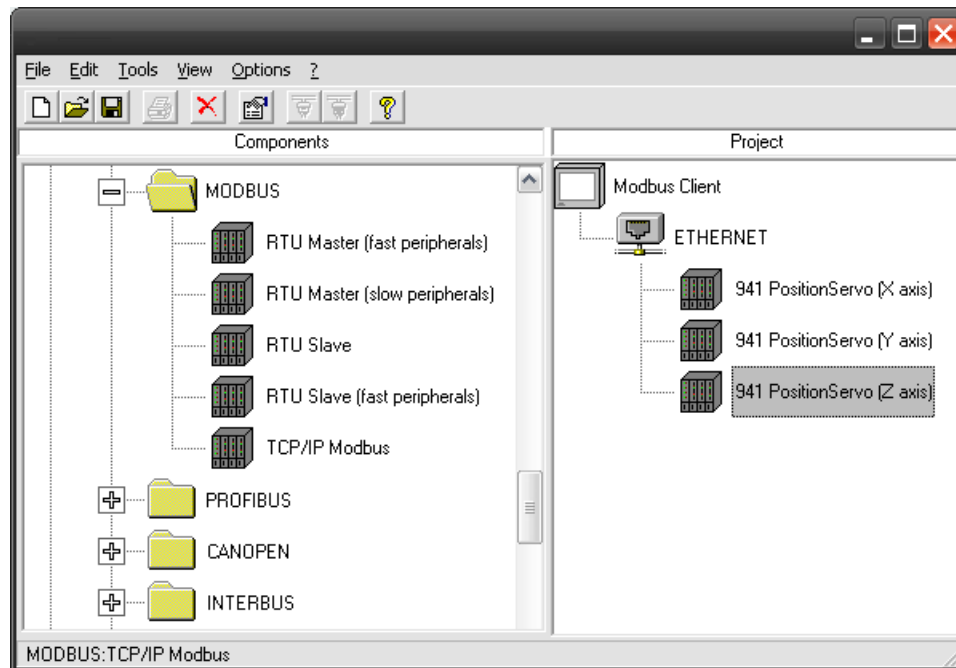 File Edit Tools View Options ?
Components
Project
MODBUS
RTU Master (fast peripherals)
RTU Master (slow peripherals)
RTU Slave
RTU Slave (fast peripherals)
TCP/IP Modbus
PROFIBUS
CANOPEN
INTERBUS
Modbus Client
ETHERNET
941 PositionServo (X axis)
941 PositionServo (Y axis)
941 PositionServo (Z axis)
MODBUS:TCP/IP Modbus